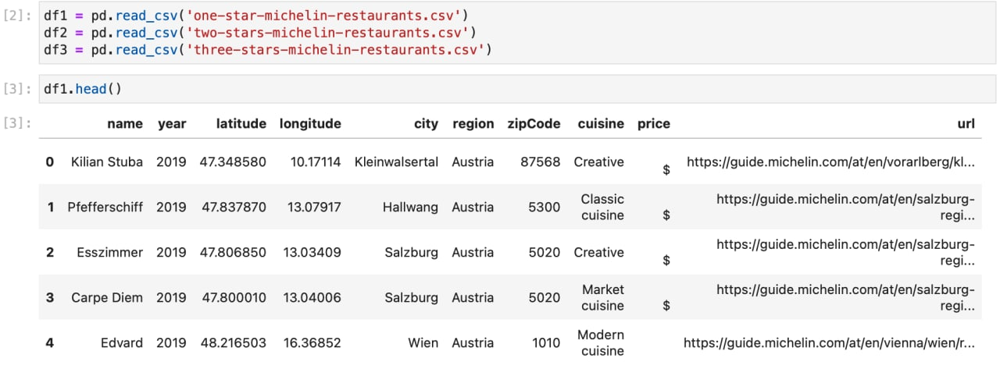 [2]: df1 = pd.read_csv('one-star-michelin-restaurants.csv')
df2 = pd.read_csv('two-stars-michelin-restaurants.csv')
df3 = pd.read_csv('three-stars-michelin-restaurants.csv')
[3]: df1.head()
[3]: name year latitude longitude city region zipCode cuisine price url
0 Kilian Stuba 2019 47.348580 10.17114 Kleinwalsertal Austria 87568 Creative $ https://guide.michelin.com/at/en/vorarlberg/kl...
1 Pfefferschiff 2019 47.837870 13.07917 Hallwang Austria 5300 Classic cuisine $ https://guide.michelin.com/at/en/salzburg-regi...
2 Esszimmer 2019 47.806850 13.03409 Salzburg Austria 5020 Creative $ https://guide.michelin.com/at/en/salzburg-regi...
3 Carpe Diem 2019 47.800010 13.04006 Salzburg Austria 5020 Market cuisine $ https://guide.michelin.com/at/en/salzburg-regi...
4 Edvard 2019 48.216503 16.36852 Wien Austria 1010 Modern cuisine https://guide.michelin.com/at/en/vienna/wien/r...